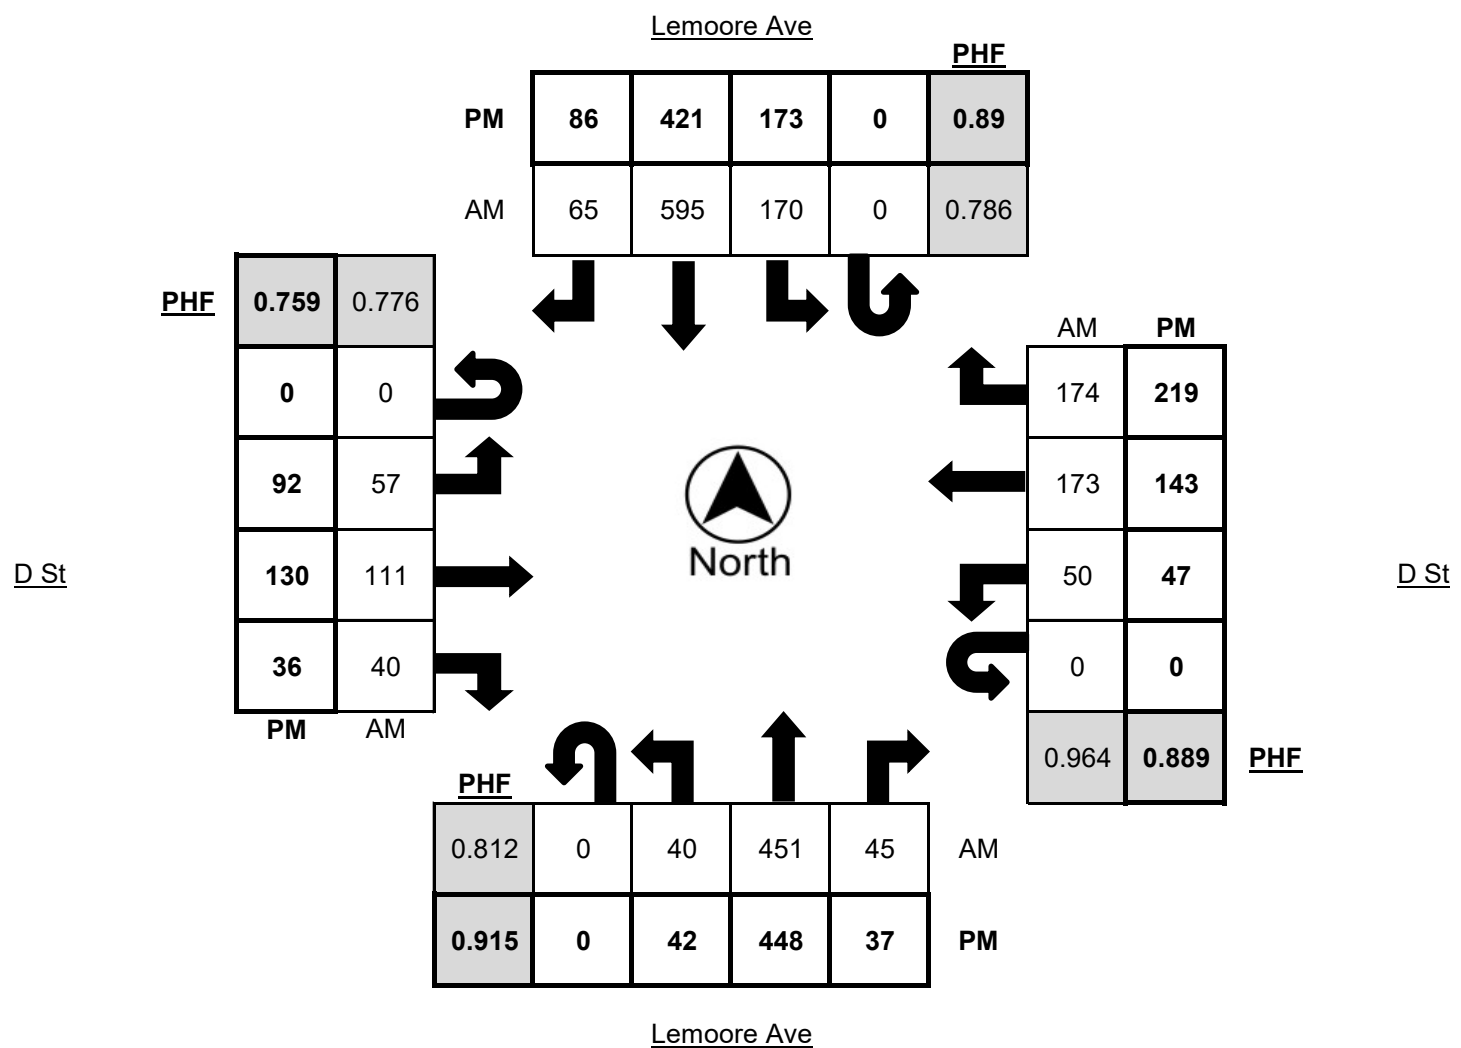 Lemoore Ave
PHF
PM 86 421 173 0 0.89
AM 65 595 170 0 0.786
PHF 0.759 0.776
AM PM
0 0
174 219
92 57
173 143
North
D St
130 111
50 47
D St
36 40
0 0
PM AM
0.964 0.889 PHF
PHF
0.812 0 40 451 45 AM
0.915 0 42 448 37 PM
Lemoore Ave